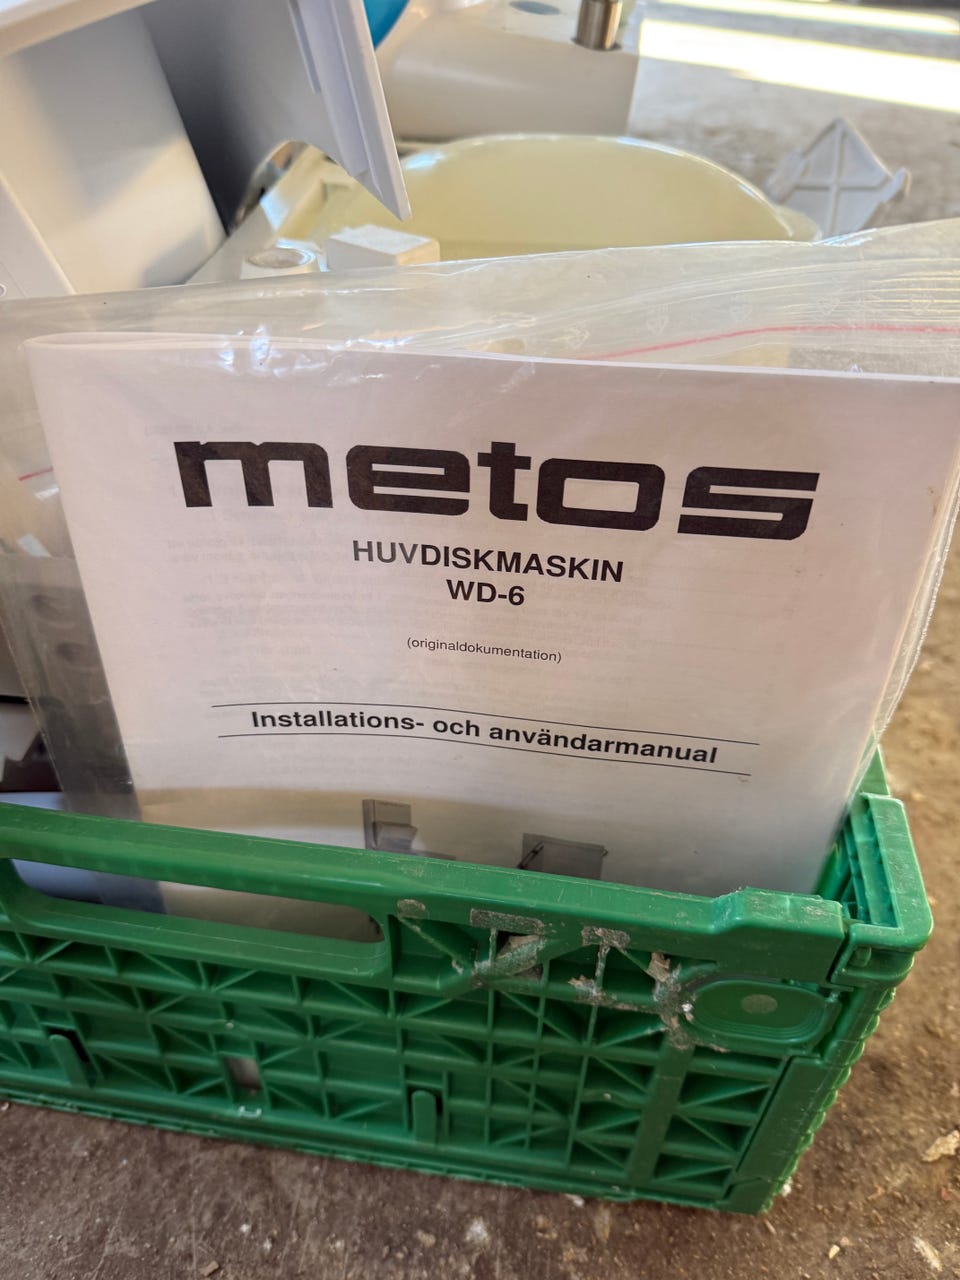 metos
HUVDISKMASKIN
WD-6
(originaldokumentation)
Installations- och användarmanual